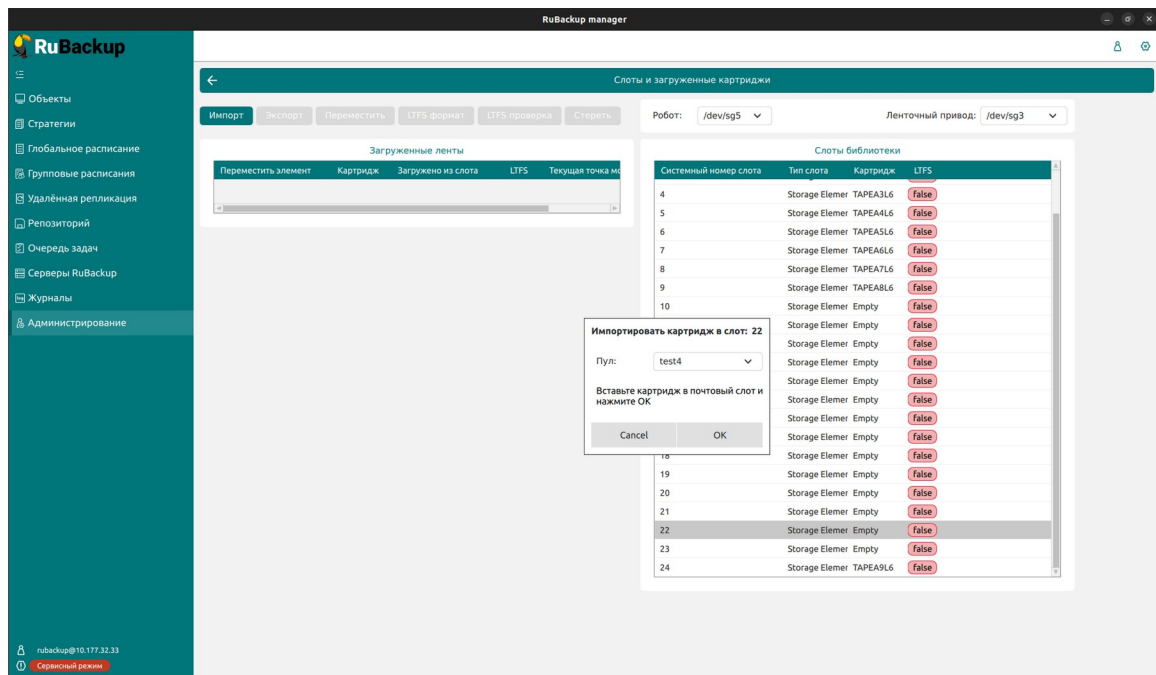 RuBackup manager
RuBackup
Объекты
Стратегии
Глобальное расписание
Групповые расписания
Удалённая репликация
Репозиторий
Очередь задач
Серверы RuBackup
Журналы
Администрирование
rubackup@10.177.32.33
Сервисный режим
Слоты и загруженные картриджи
Импорт Экспорт Переместить LTFS формат LTFS проверка Стереть
Робот: /dev/sg5 Ленточный привод: /dev/sg3
Загруженные ленты
Переместить элемент Картридж Загружено из слота LTFS Текущая точка мо
Слоты библиотеки
Системный номер слота Тип слота Картридж LTFS
4 Storage Elemer TAPEA3L6 false
5 Storage Elemer TAPEA4L6 false
6 Storage Elemer TAPEA5L6 false
7 Storage Elemer TAPEA6L6 false
8 Storage Elemer TAPEA7L6 false
9 Storage Elemer TAPEA8L6 false
10 Storage Elemer Empty false
Storage Elemer Empty false
Storage Elemer Empty false
Storage Elemer Empty false
Storage Elemer Empty false
Storage Elemer Empty false
Storage Elemer Empty false
Storage Elemer Empty false
18 Storage Elemer Empty false
19 Storage Elemer Empty false
20 Storage Elemer Empty false
21 Storage Elemer Empty false
22 Storage Elemer Empty false
23 Storage Elemer Empty false
24 Storage Elemer TAPEA9L6 false
Импортировать картридж в слот: 22
Пул: test4
Вставьте картридж в почтовый слот и
нажмите OK
Cancel OK